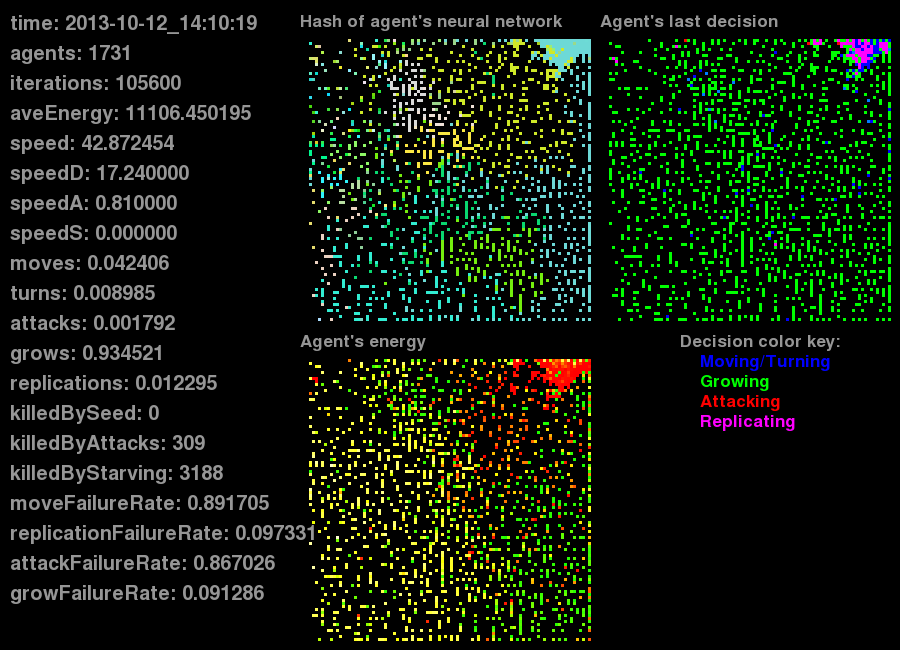 time: 2013-10-12_14:10:19
agents: 1731
iterations: 105600
aveEnergy: 11106.450195
speed: 42.872454
speedD: 17.240000
speedA: 0.810000
speedS: 0.000000
moves: 0.042406
turns: 0.008985
attacks: 0.001792
grows: 0.934521
replications: 0.012295
killedBySeed: 0
killedByAttacks: 309
killedByStarving: 3188
moveFailureRate: 0.891705
replicationFailureRate: 0.097331
attackFailureRate: 0.867026
growFailureRate: 0.091286
Hash of agent's neural network
Agent's last decision
Agent's energy
Decision color key:
Moving/Turning
Growing
Attacking
Replicating